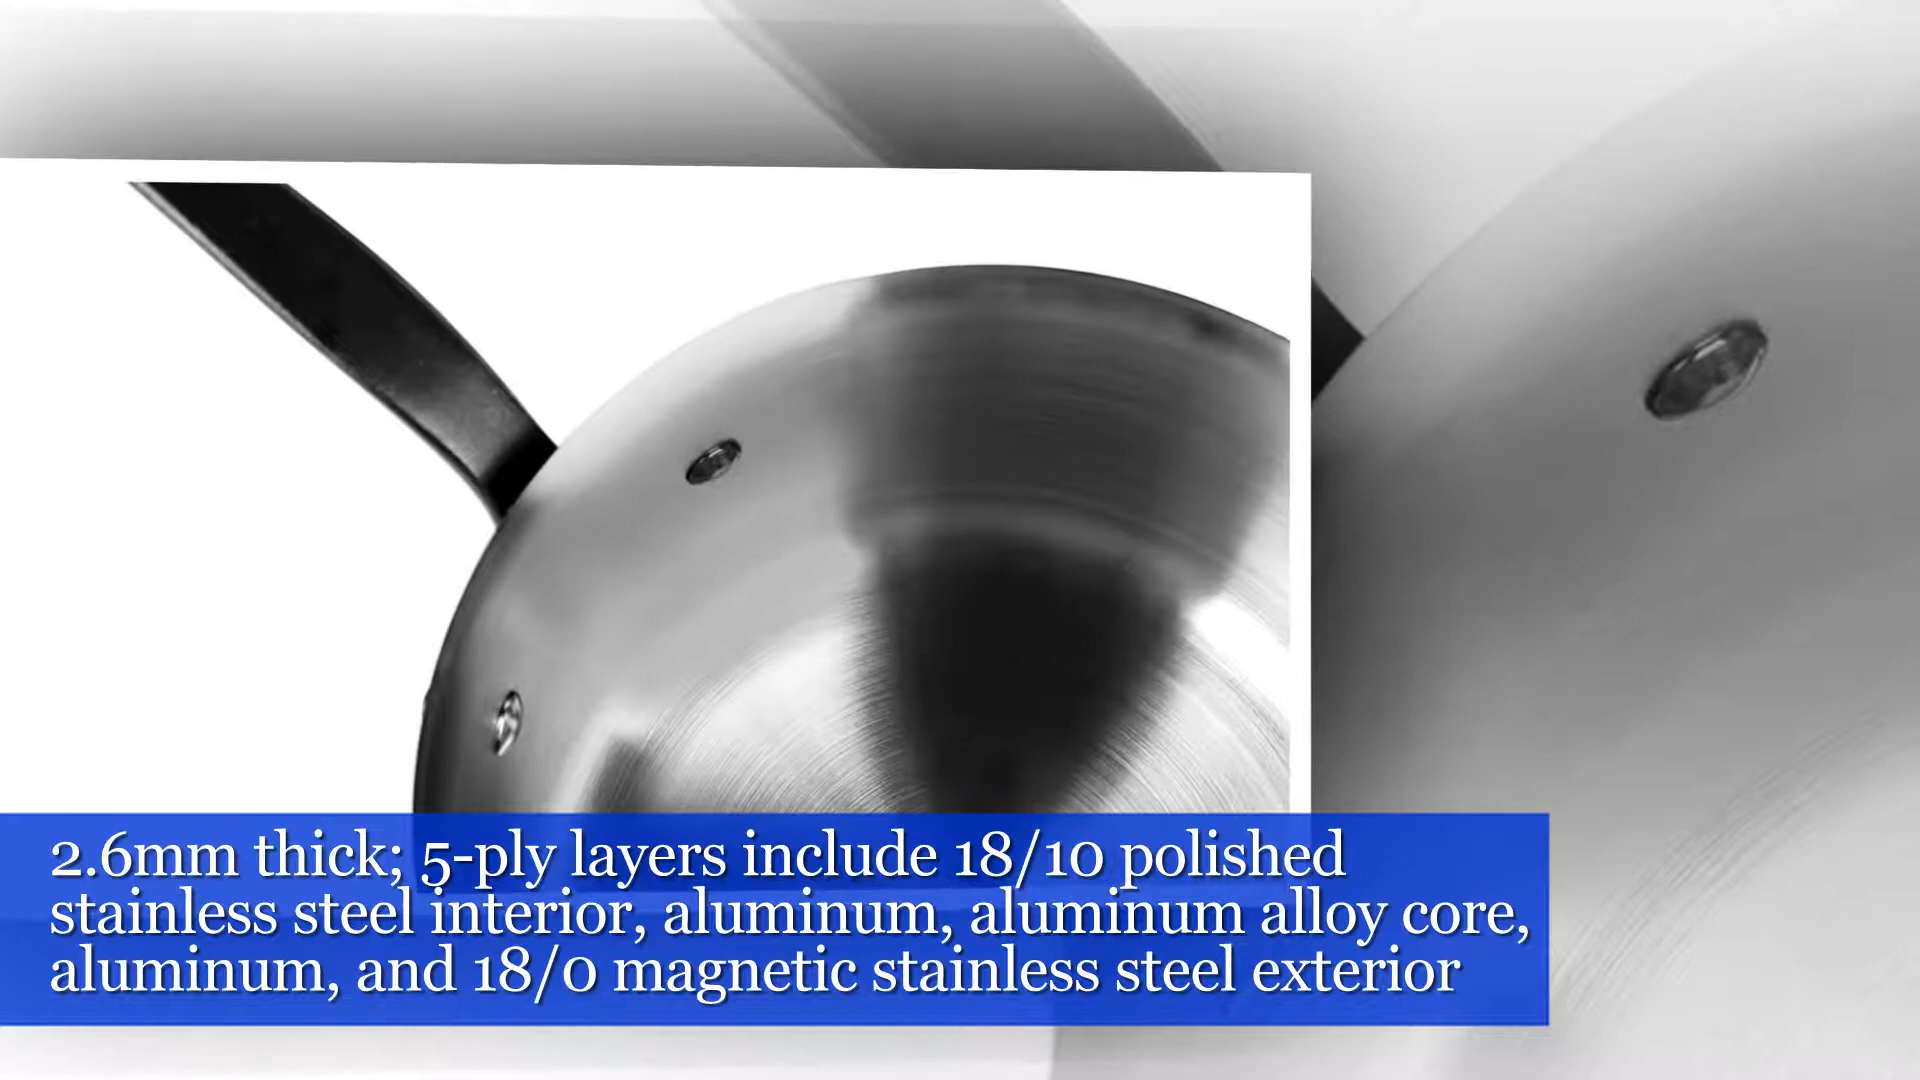 2.6mm thick; 5-ply layers include 18/10 polished
stainless steel interior, aluminum, aluminum alloy core,
aluminum, and 18/0 magnetic stainless steel exterior